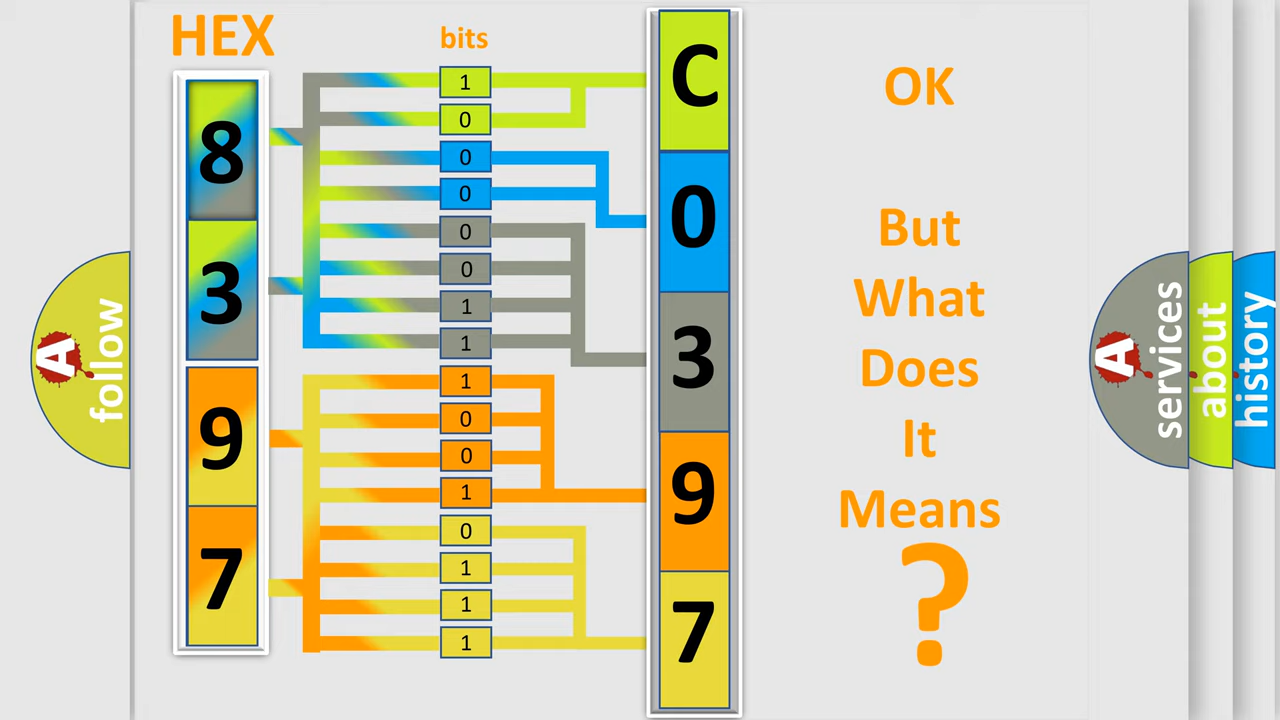 HEX
bits
8
3
9
7
1
0
0
0
0
0
1
1
1
0
0
1
0
1
1
1
C
0
3
9
7
OK
But
What
Does
It
Means
?
A
follow
A
services
about
history